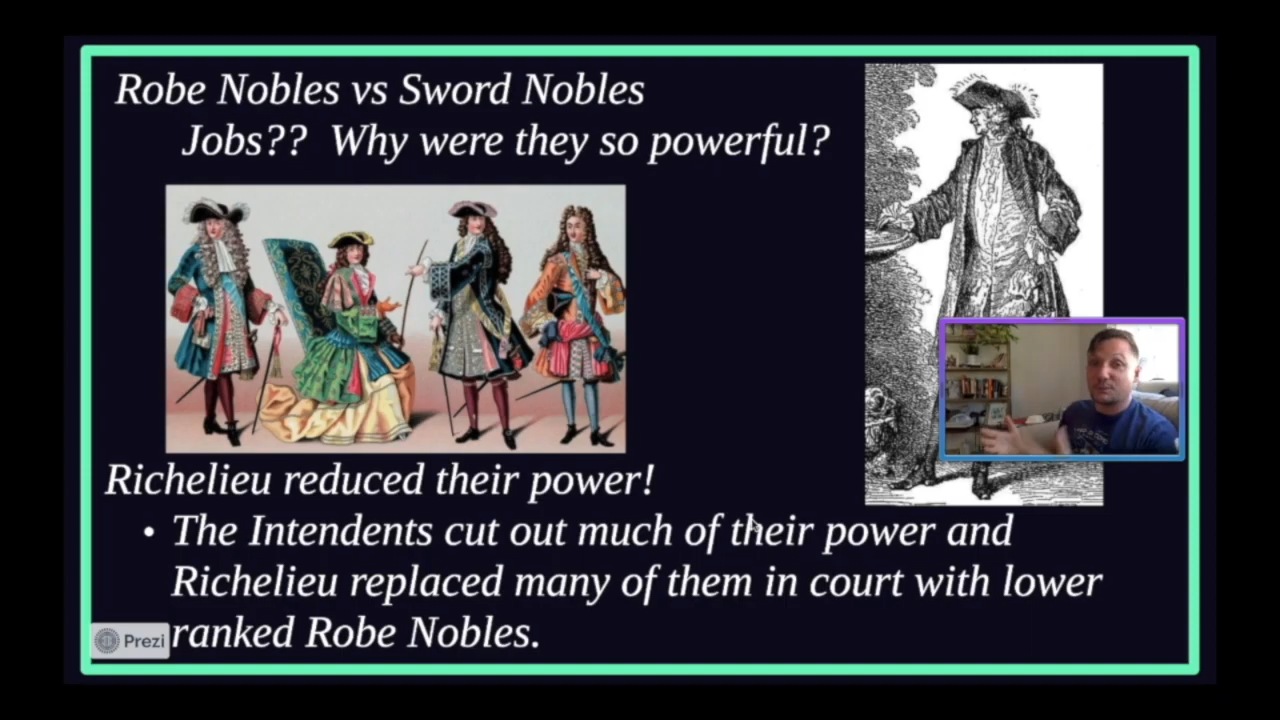 Robe Nobles vs Sword Nobles
Jobs?? Why were they so powerful?
Richelieu reduced their power!
• The Intendents cut out much of their power and
Richelieu replaced many of them in court with lower
ranked Robe Nobles.
Prezi